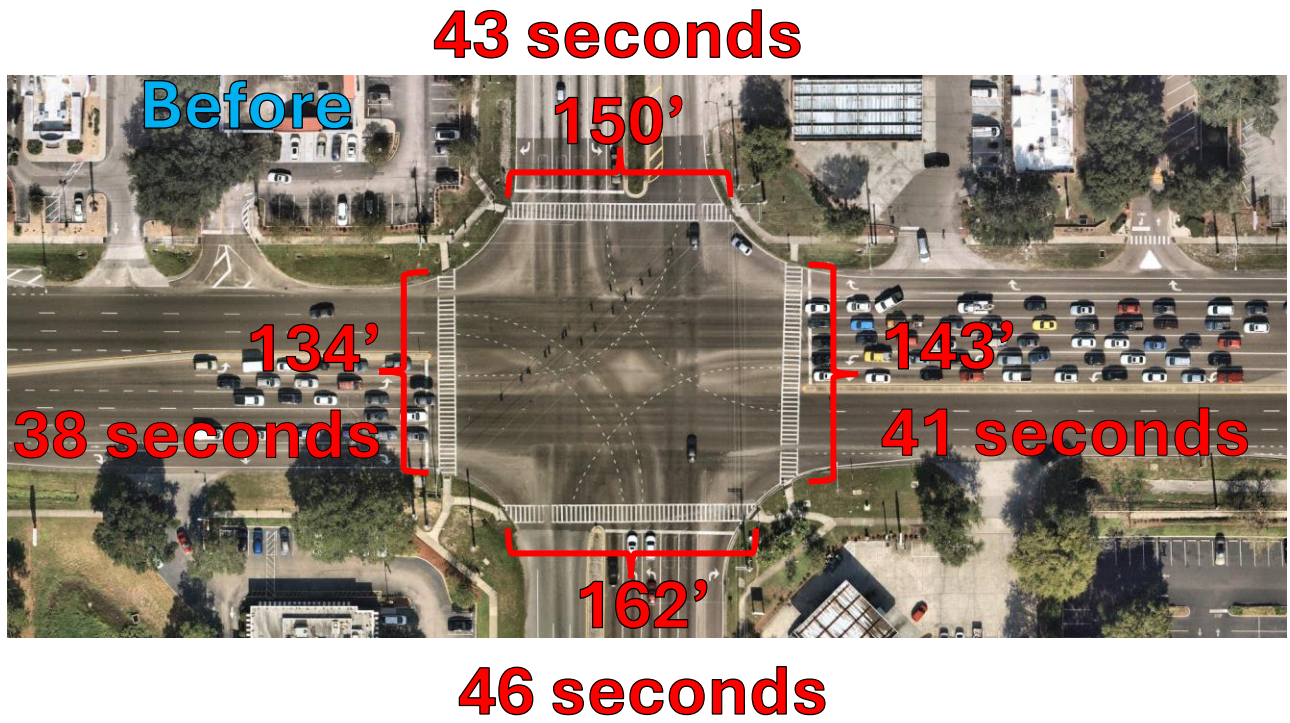 43 seconds
Before
150’
134’
143’
38 seconds
41 seconds
162’
46 seconds